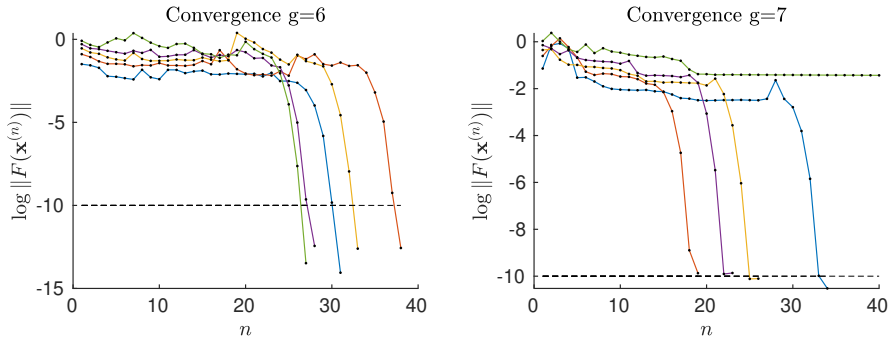 Convergence g=6
log ||F(x^(n))||
0
-5
-10
-15
0 10 20 30 40
n
Convergence g=7
log ||F(x^(n))||
0
-2
-4
-6
-8
-10
0 10 20 30 40
n